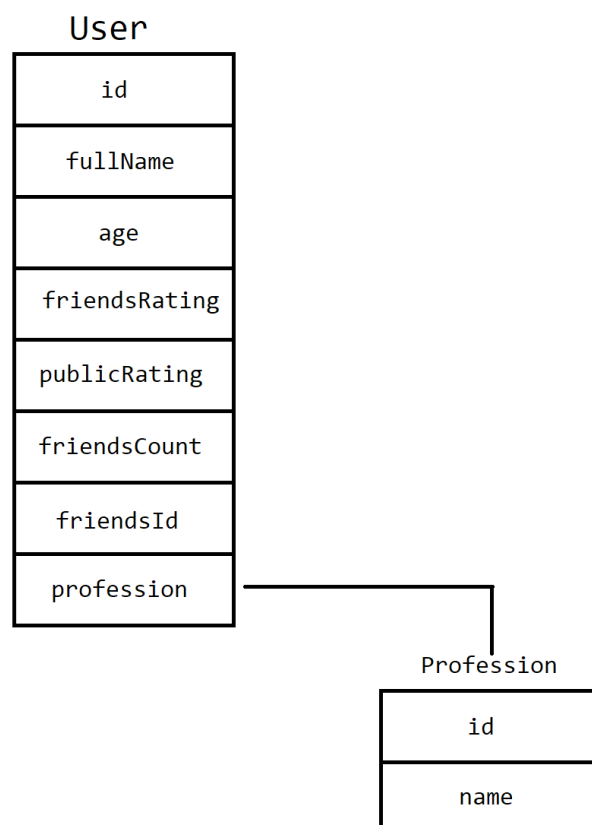 User
id
fullName
age
friendsRating
publicRating
friendsCount
friendsId
profession
Profession
id
name